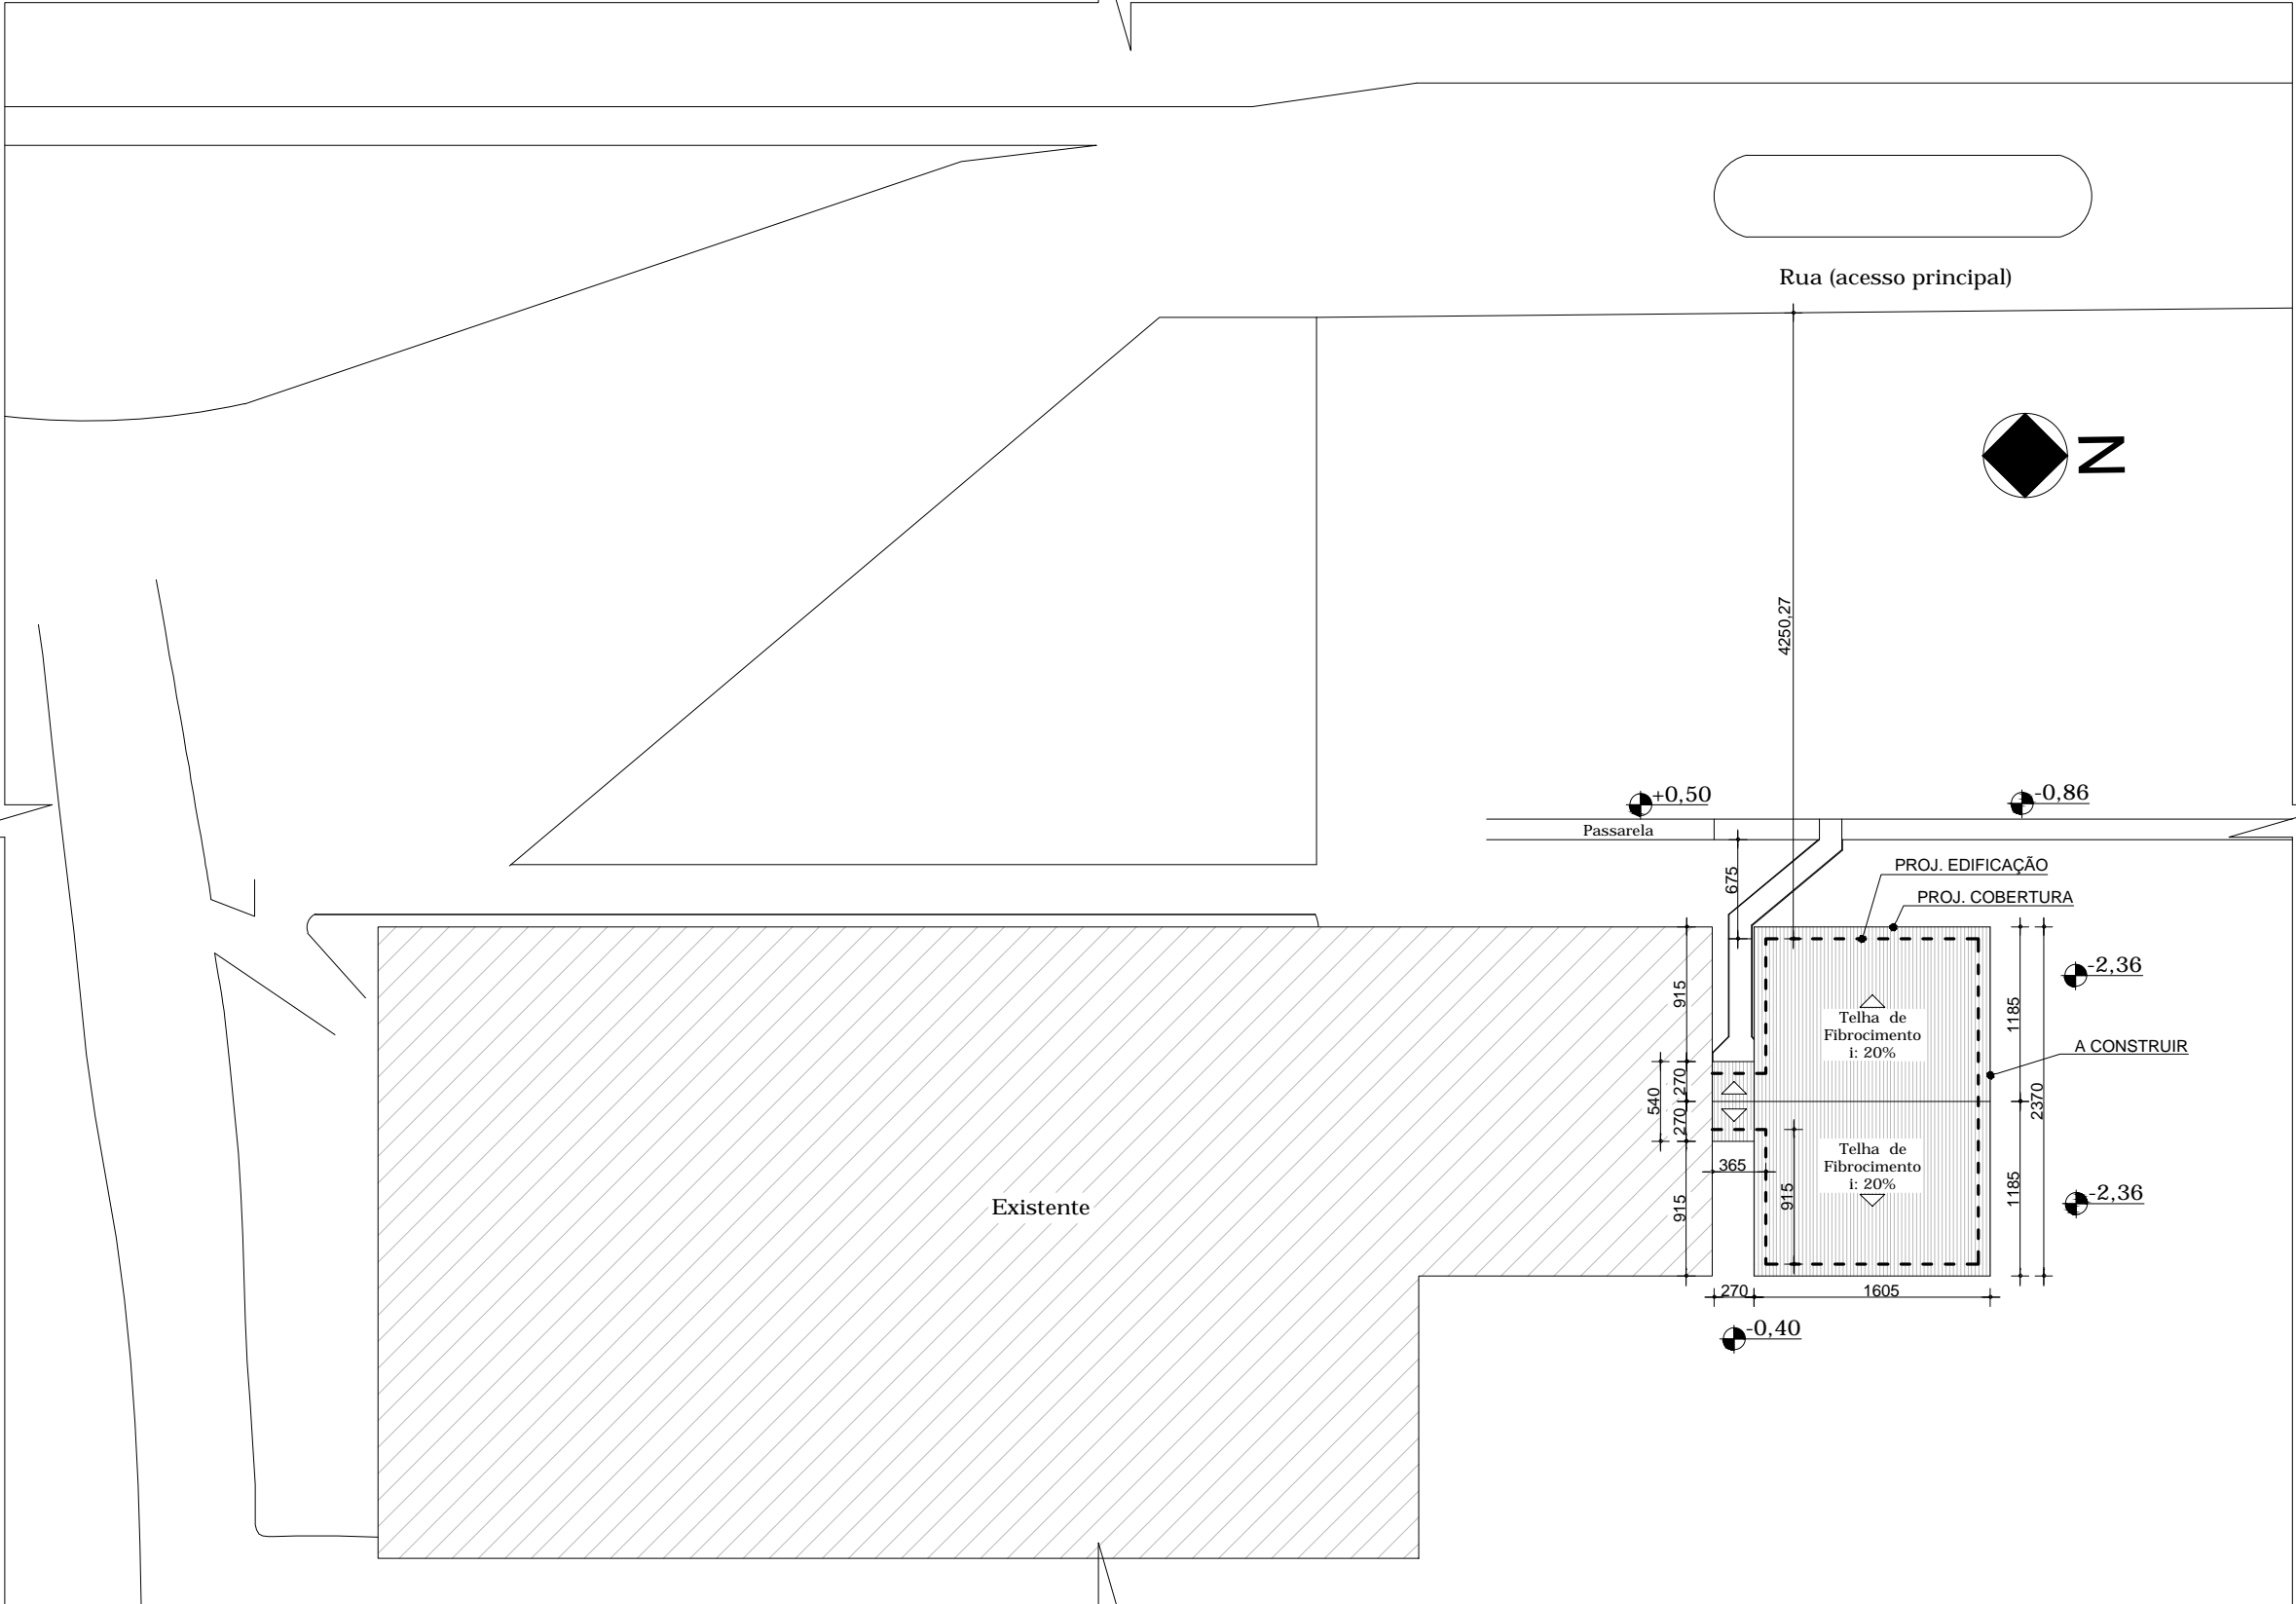 Rua (acesso principal)
N
4250,27
+0,50
-0,86
Passarela
675
PROJ. EDIFICAÇÃO
PROJ. COBERTURA
-2,36
915
1185
Telha de
Fibrocimento
i: 20%
A CONSTRUIR
270
540
270
2370
Telha de
Fibrocimento
i: 20%
365
915
915
1185
-2,36
Existente
270
1605
-0,40